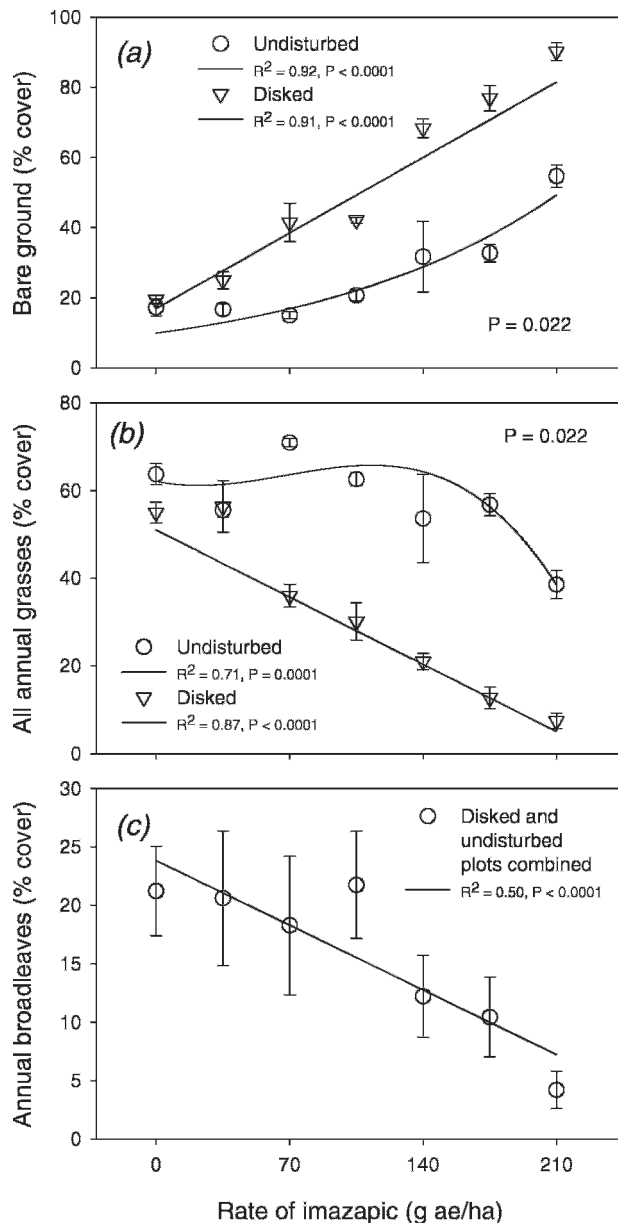 (a)
Undisturbed
R² = 0.92, P < 0.0001
Disked
R² = 0.91, P < 0.0001
P = 0.022
Bare ground (% cover)
100
80
60
40
20
0
(b)
P = 0.022
Undisturbed
R² = 0.71, P = 0.0001
Disked
R² = 0.87, P < 0.0001
All annual grasses (% cover)
80
60
40
20
0
(c)
Disked and
undisturbed
plots combined
R² = 0.50, P < 0.0001
Annual broadleaves (% cover)
30
25
20
15
10
5
0
0 70 140 210
Rate of imazapic (g ae/ha)